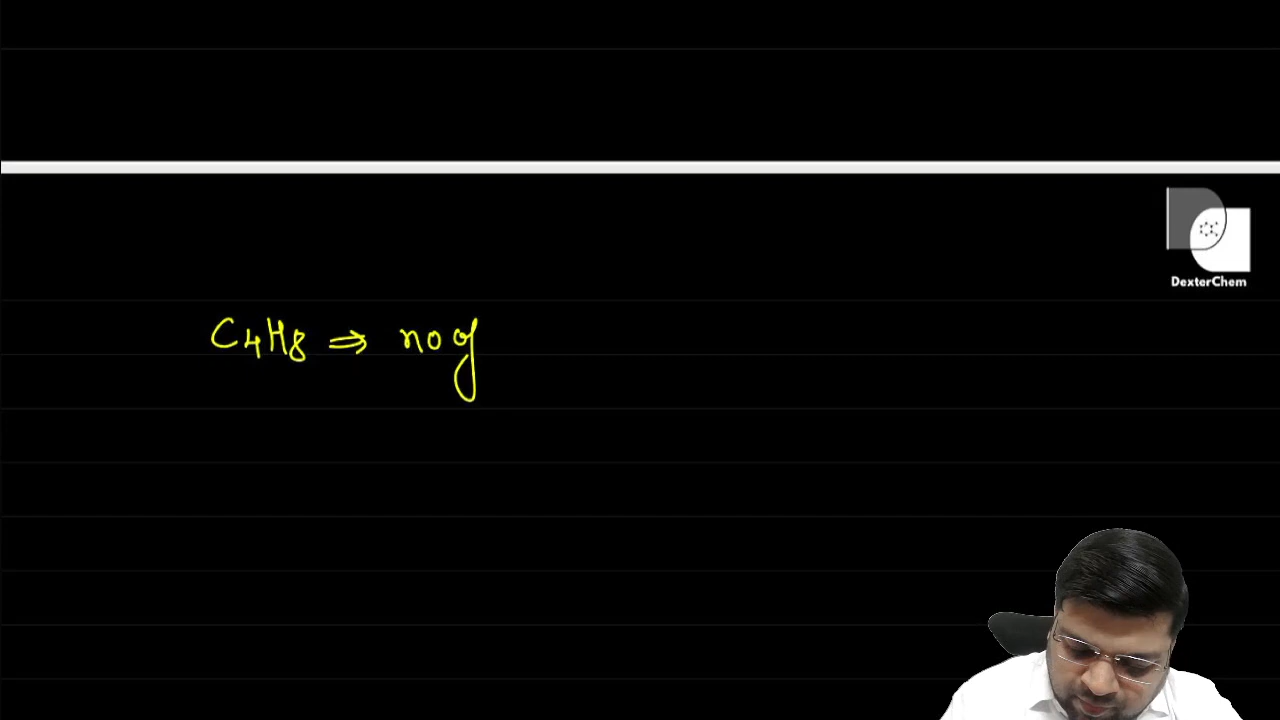 DexterChem
C4H8 ⇒ no of